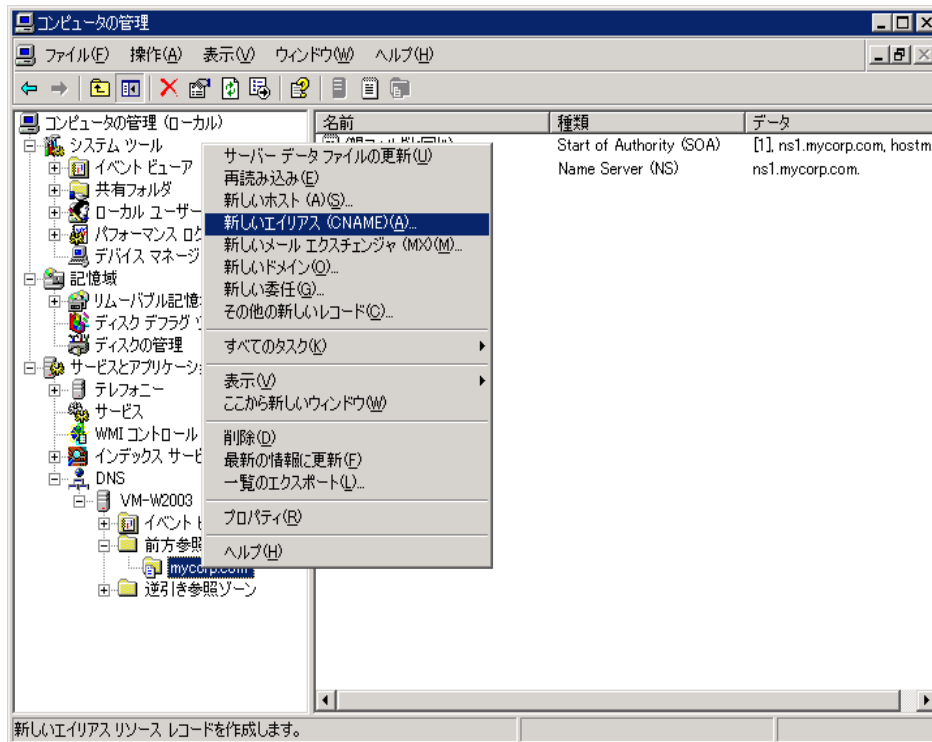 コンピュータの管理
ファイル(F) 操作(A) 表示(V) ウィンドウ(W) ヘルプ(H)
コンピュータの管理 (ローカル)
システム ツール
イベント ビューア
共有フォルダ
ローカル ユーザー
パフォーマンス ログ
デバイス マネージ
記憶域
リムーバブル記憶
ディスク デフラグ
ディスクの管理
サービスとアプリケーショ
テレフォニー
サービス
WMI コントロール
インデックス サービ
DNS
VM-W2003
イベント
前方参照
mycorp.com
逆引き参照ゾーン
名前 種類 データ
Start of Authority (SOA) [1], ns1.mycorp.com, hostm
Name Server (NS) ns1.mycorp.com.
サーバー データ ファイルの更新(U)
再読み込み(E)
新しいホスト (A)(S)...
新しいエイリアス (CNAME)(A)...
新しいメール エクスチェンジャ (MX)(M)...
新しいドメイン(O)...
新しい委任(G)...
その他の新しいレコード(C)...
すべてのタスク(K)
表示(V)
ここから新しいウィンドウ(W)
削除(D)
最新の情報に更新(F)
一覧のエクスポート(L)...
プロパティ(R)
ヘルプ(H)
新しいエイリアス リソース レコードを作成します。